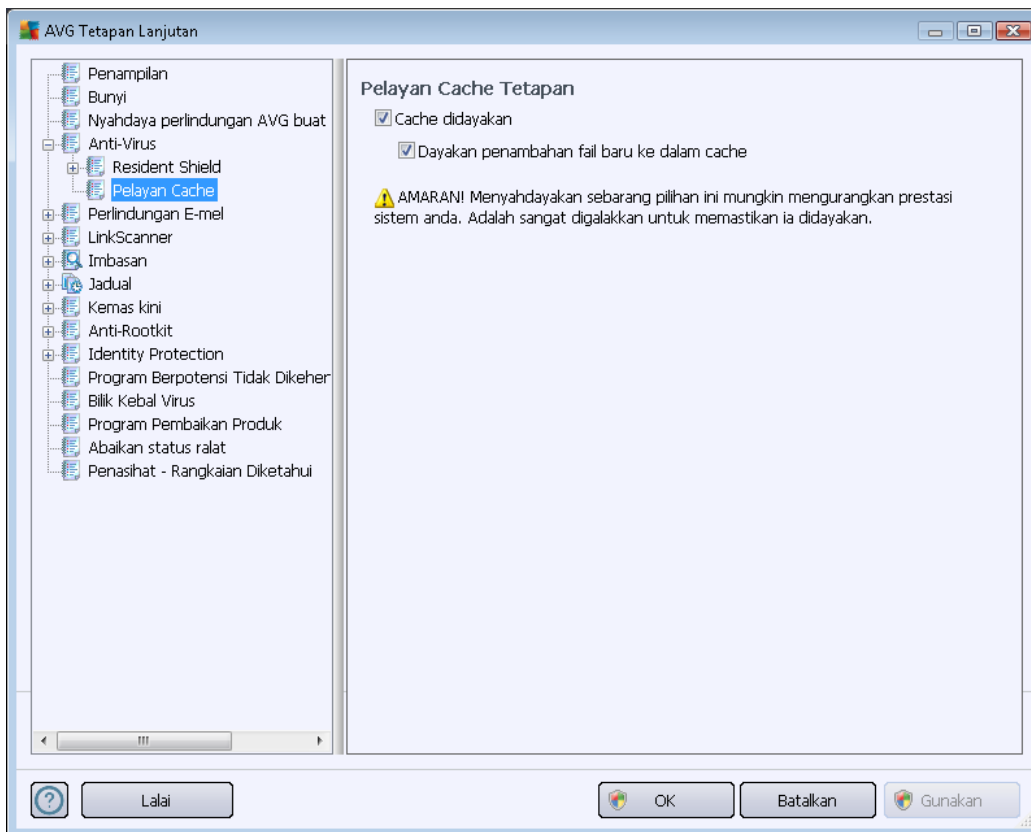 AVG Tetapan Lanjutan
Penampilan
Bunyi
Nyahdaya perlindungan AVG buat
Anti-Virus
Resident Shield
Pelayan Cache
Perlindungan E-mel
LinkScanner
Imbasan
Jadual
Kemas kini
Anti-Rootkit
Identity Protection
Program Berpotensi Tidak Dikeher
Bilik Kebal Virus
Program Pembaikan Produk
Abaikan status ralat
Penasihat - Rangkaian Diketahui
Pelayan Cache Tetapan
Cache didayakan
Dayakan penambahan fail baru ke dalam cache
AMARAN! Menyahdayakan sebarang pilihan ini mungkin mengurangkan prestasi
sistem anda. Adalah sangat digalakkan untuk memastikan ia didayakan.
Lalai
OK
Batalkan
Gunakan